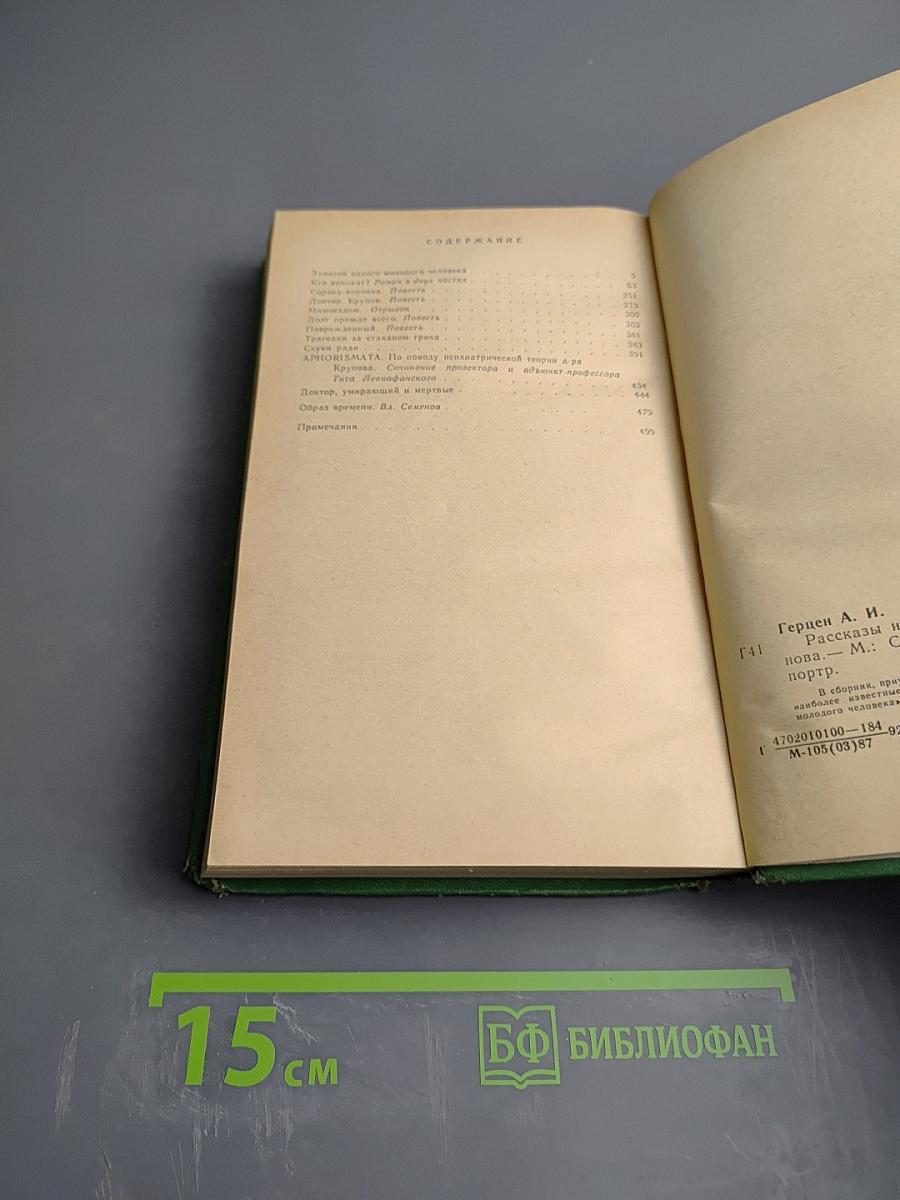 СОДЕРЖАНИЕ
Записки одного молодого человека . . . . . . . . 5
Кто виноват? Роман в двух частях . . . . . . . . 63
Сорока-воровка. Повесть . . . . . . . . 251
Доктор Крупов. Повесть . . . . . . . . 273
Мимоездом. Отрывок . . . . . . . . 300
Долг прежде всего. Повесть . . . . . . . . 303
Поврежденный. Повесть . . . . . . . . 361
Трагедия за стаканом грока . . . . . . . . 383
Скуки ради . . . . . . . . 391
APHORISMATA. По поводу психиатрической теории д-ра
Крупова. Сочинение прозектора и адъюнкт-профессора
Тита Левиафанского . . . . . . . . 434
Доктор, умирающий и мертвые . . . . . . . . 444
Образ времени. Вл. Семенов . . . . . . . . 479
Примечания . . . . . . . . 499
Герцен А. И.
Г41 Рассказы и
нова.— М.: С
портр.
В сборник, приу
наиболее известные
молодого человека»
Г 4702010100—184
М-105(03)87 92
15 см
БФ БИБЛИОФАН